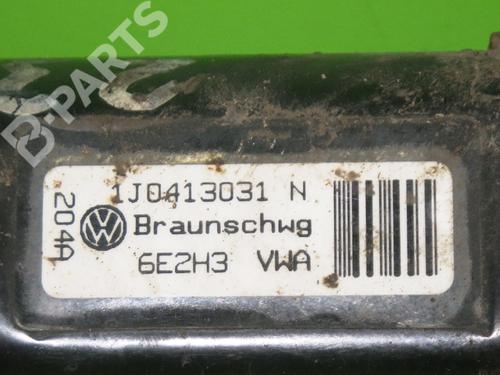 B-PARTS
1J0413031 N
204A
Braunschwg
6E2H3 VWA